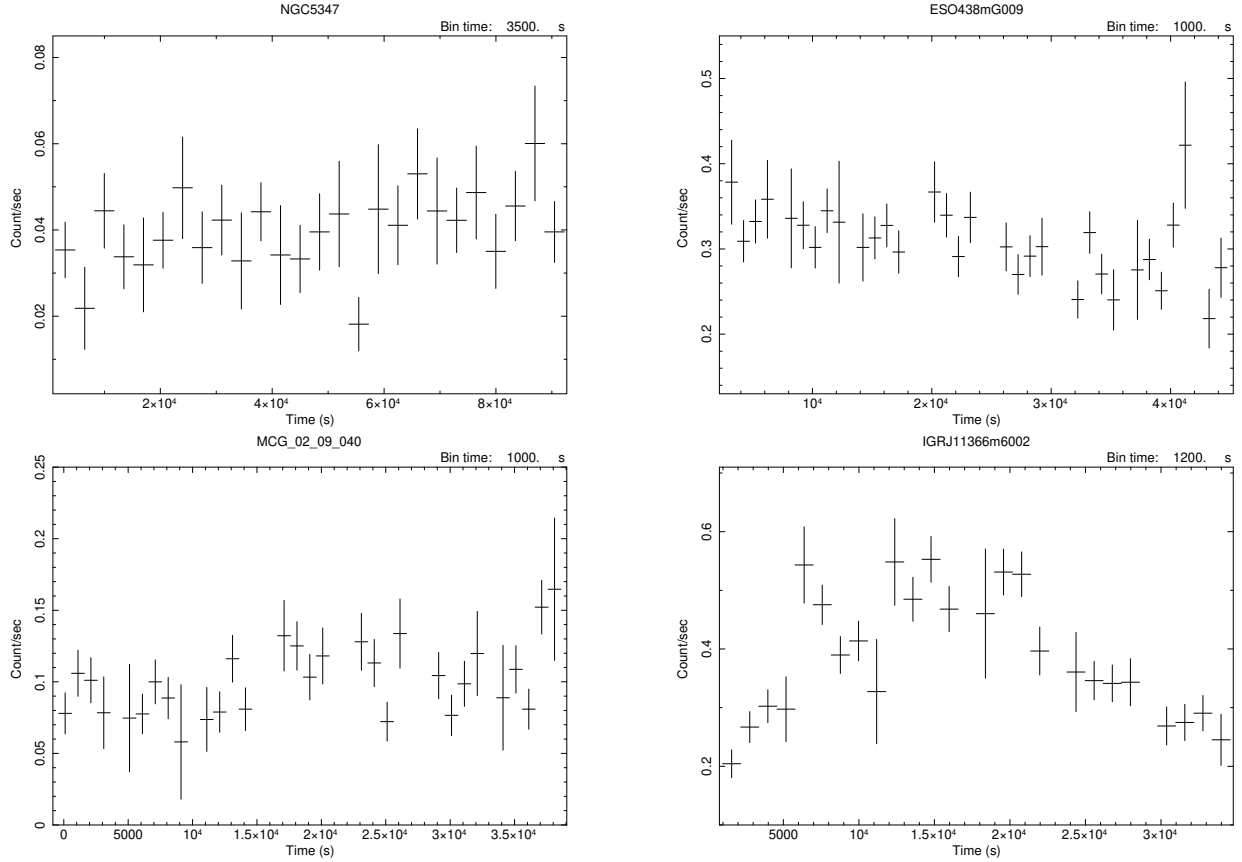 NGC5347
Bin time: 3500. s
Count/sec
0.02 0.04 0.06 0.08
2×10⁴ 4×10⁴ 6×10⁴ 8×10⁴
Time (s)
ESO438mG009
Bin time: 1000. s
Count/sec
0.2 0.3 0.4 0.5
10⁴ 2×10⁴ 3×10⁴ 4×10⁴
Time (s)
MCG_02_09_040
Bin time: 1000. s
Count/sec
0 0.05 0.1 0.15 0.2 0.25
0 5000 10⁴ 1.5×10⁴ 2×10⁴ 2.5×10⁴ 3×10⁴ 3.5×10⁴
Time (s)
IGRJ11366m6002
Bin time: 1200. s
Count/sec
0.2 0.4 0.6
5000 10⁴ 1.5×10⁴ 2×10⁴ 2.5×10⁴ 3×10⁴
Time (s)